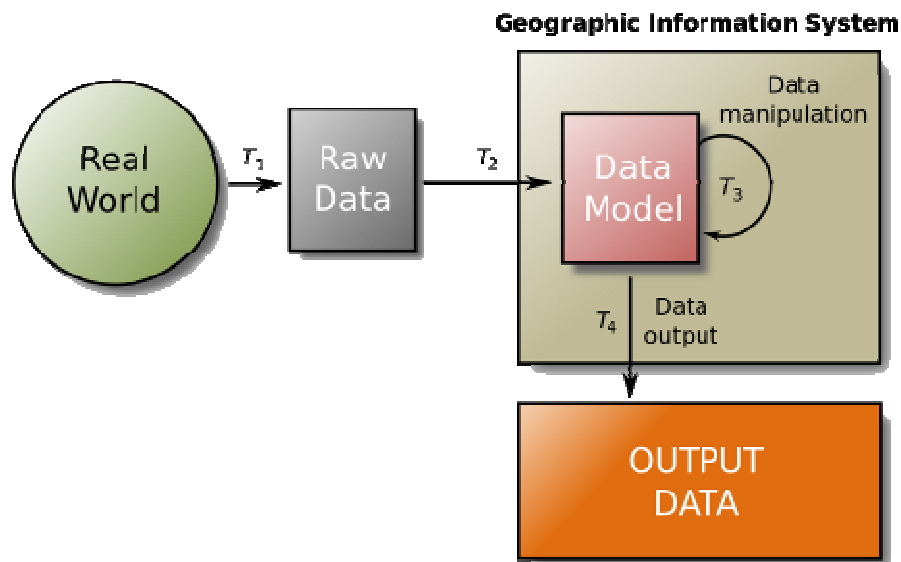 Geographic Information System
Real
World
T1
Raw
Data
T2
Data
Model
Data
manipulation
T3
T4
Data
output
OUTPUT
DATA